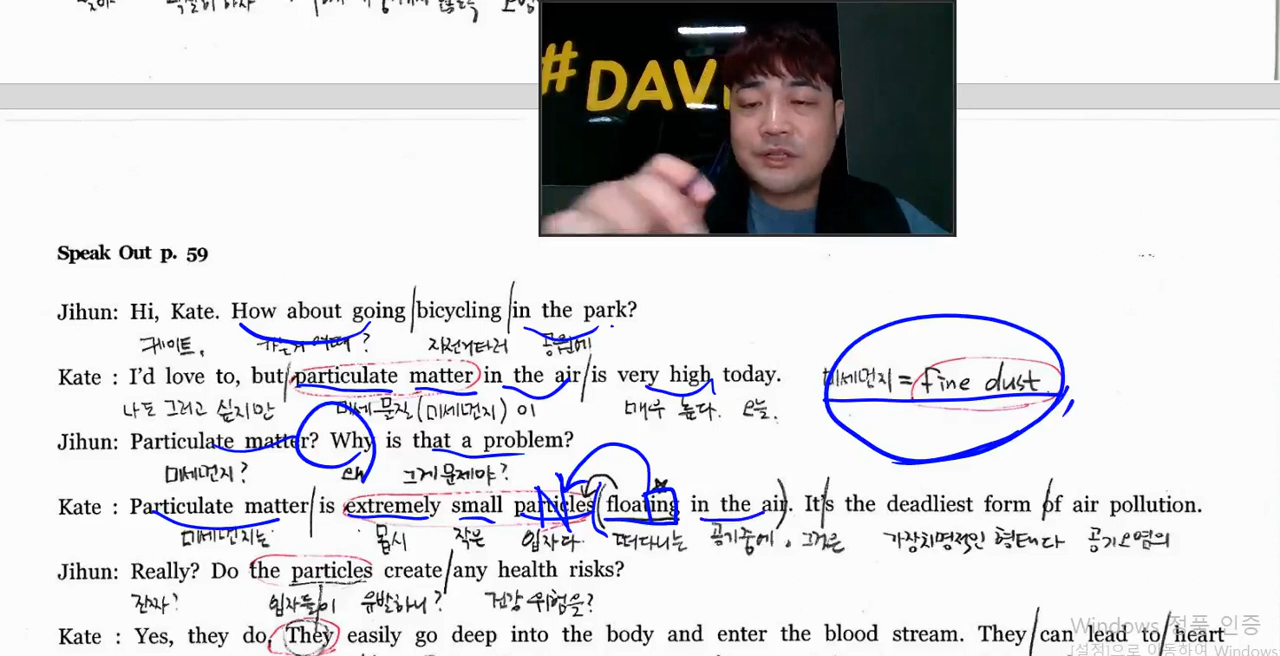 #DAV
Speak Out p. 59
Jihun: Hi, Kate. How about going bicycling in the park?
케이트, 가는거 어때? 자전거타러 공원에
Kate : I'd love to, but particulate matter in the air is very high today.
나도 그러고 싶지만 미세물질(미세먼지)이 매우 높다. 오늘.
미세먼지 = fine dust
Jihun: Particulate matter? Why is that a problem?
미세먼지? 왜 그게 문제야?
Kate : Particulate matter is extremely small particles floating in the air. It's the deadliest form of air pollution.
미세먼지는 몹시 작은 입자다. 떠다니는 공기중에. 그것은 가장치명적인 형태다 공기오염의
N
Jihun: Really? Do the particles create any health risks?
진짜? 입자들이 유발하니? 건강 위험을?
Kate : Yes, they do. They easily go deep into the body and enter the blood stream. They can lead to heart
Windows 정품 인증
[설정]으로 이동하여 Windows